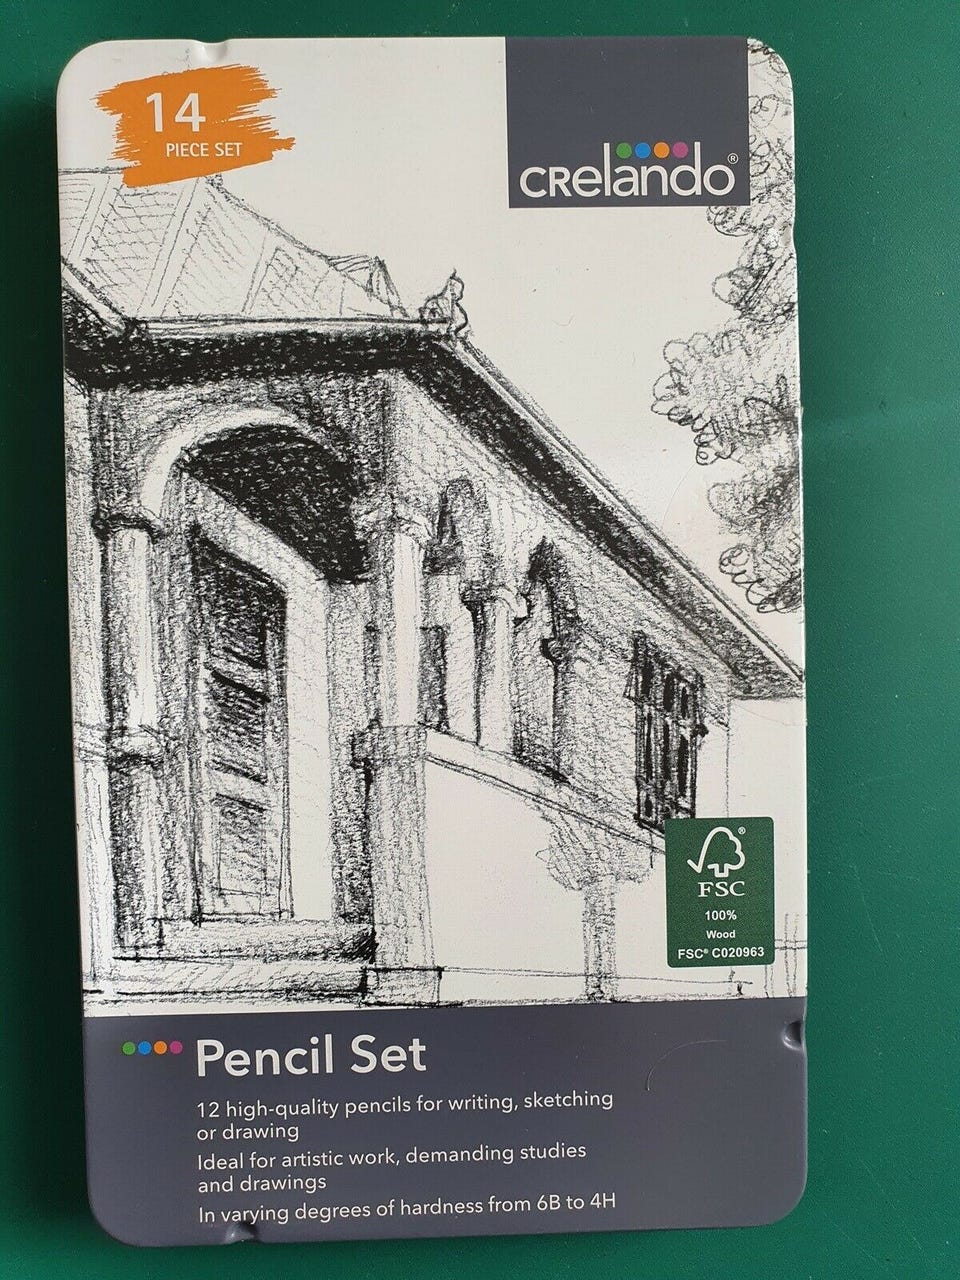 14
PIECE SET
crelando®
FSC®
100%
Wood
FSC® C020963
Pencil Set
12 high-quality pencils for writing, sketching
or drawing
Ideal for artistic work, demanding studies
and drawings
In varying degrees of hardness from 6B to 4H